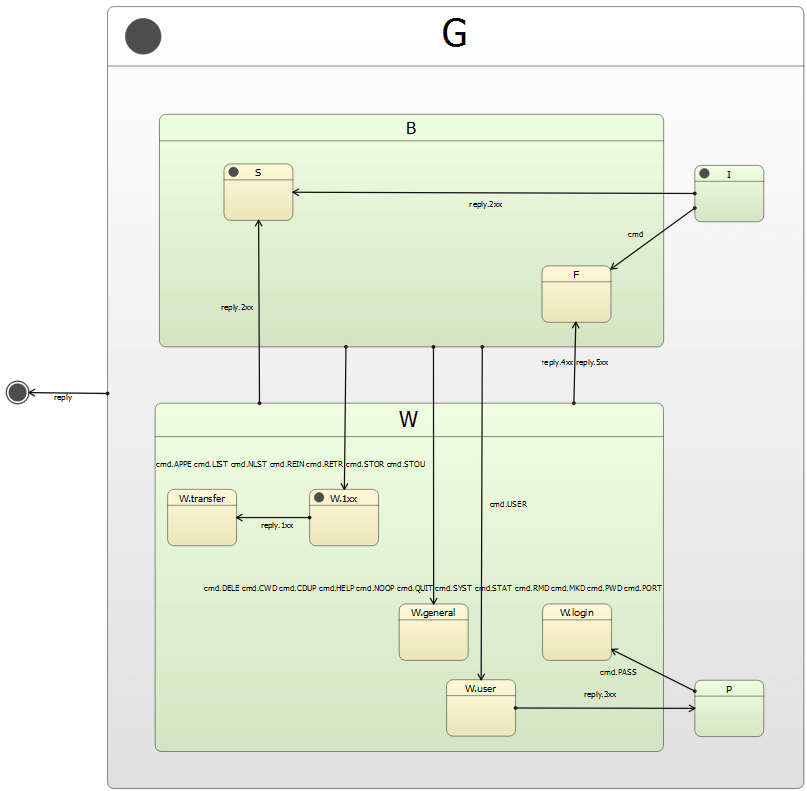 G
B
S
I
reply.2xx
cmd
F
reply.2xx
reply.4xx reply.5xx
reply
W
cmd.APPE cmd.LIST cmd.NLST cmd.REIN cmd.RETR cmd.STOR cmd.STOU
W.transfer
W.1xx
cmd.USER
reply.1xx
cmd.DELE cmd.CWD cmd.CDUP cmd.HELP cmd.NOOP cmd.QUIT cmd.SYST cmd.STAT cmd.RMD cmd.MKD cmd.PWD cmd.PORT
W.general
W.login
cmd.PASS
W.user
reply.3xx
P